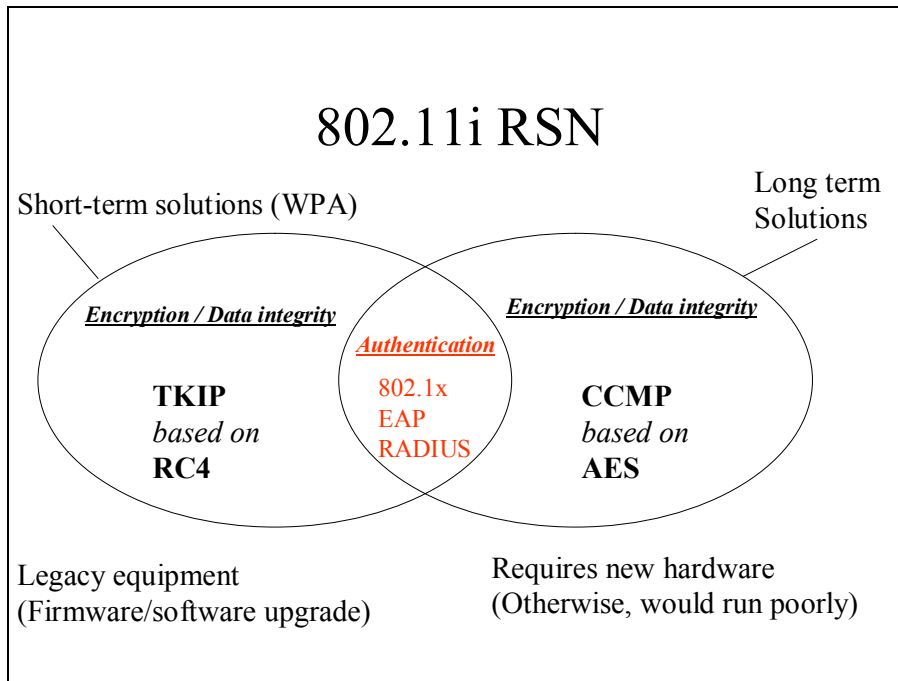 802.11i RSN
Short-term solutions (WPA)
Long term
Solutions
Encryption / Data integrity
TKIP
based on
RC4
Authentication
802.1x
EAP
RADIUS
Encryption / Data integrity
CCMP
based on
AES
Legacy equipment
(Firmware/software upgrade)
Requires new hardware
(Otherwise, would run poorly)